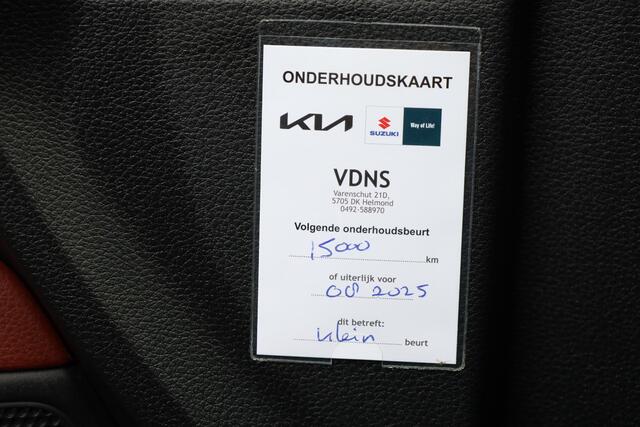 ONDERHOUDSKAART
KIA SUZUKI Way of Life!
VDNS
Varenschut 21D,
5705 DK Helmond
0492-588970
Volgende onderhoudsbeurt
15000 km
of uiterlijk voor
08 2025
dit betreft:
klein beurt